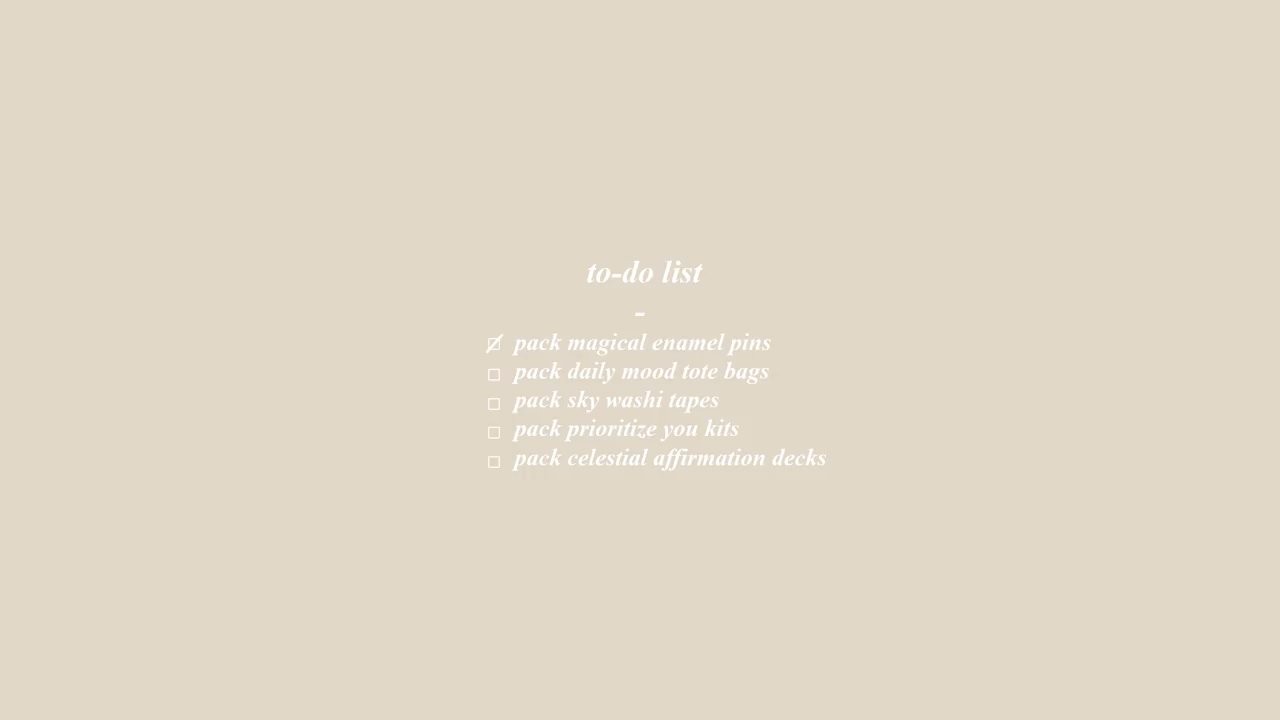 to-do list
-
pack magical enamel pins
pack daily mood tote bags
pack sky washi tapes
pack prioritize you kits
pack celestial affirmation decks